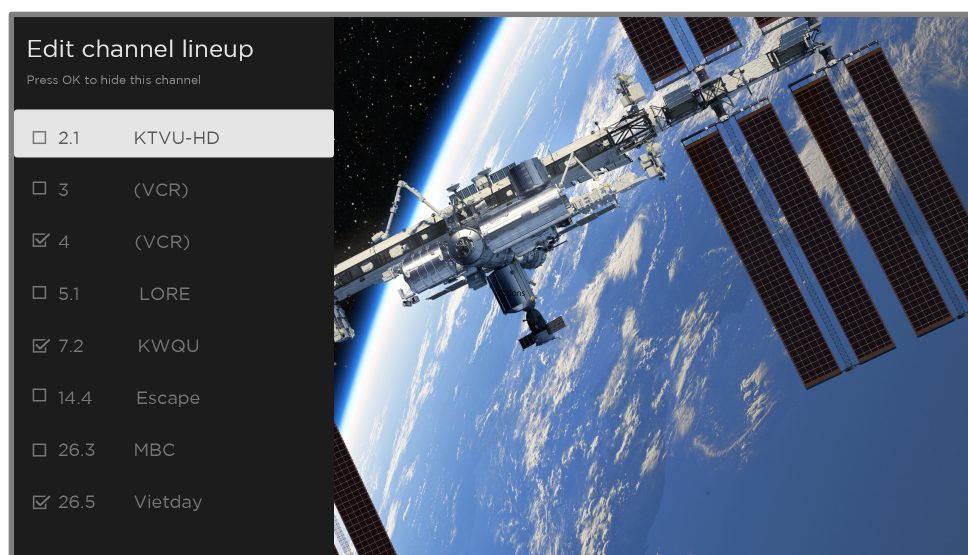 Edit channel lineup
Press OK to hide this channel
2.1 KTVU-HD
3 (VCR)
4 (VCR)
5.1 LORE
7.2 KWQU
14.4 Escape
26.3 MBC
26.5 Vietday